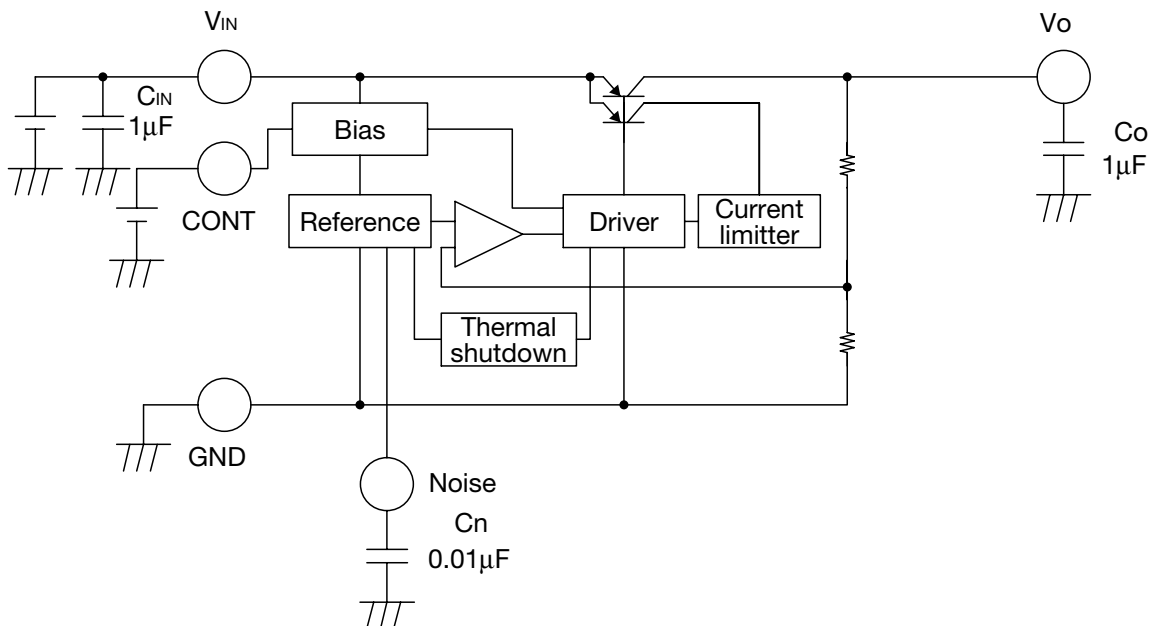 VIN
Vo
CIN
1μF
Bias
CONT
Co
1μF
Reference
Driver
Current
limitter
Thermal
shutdown
GND
Noise
Cn
0.01μF